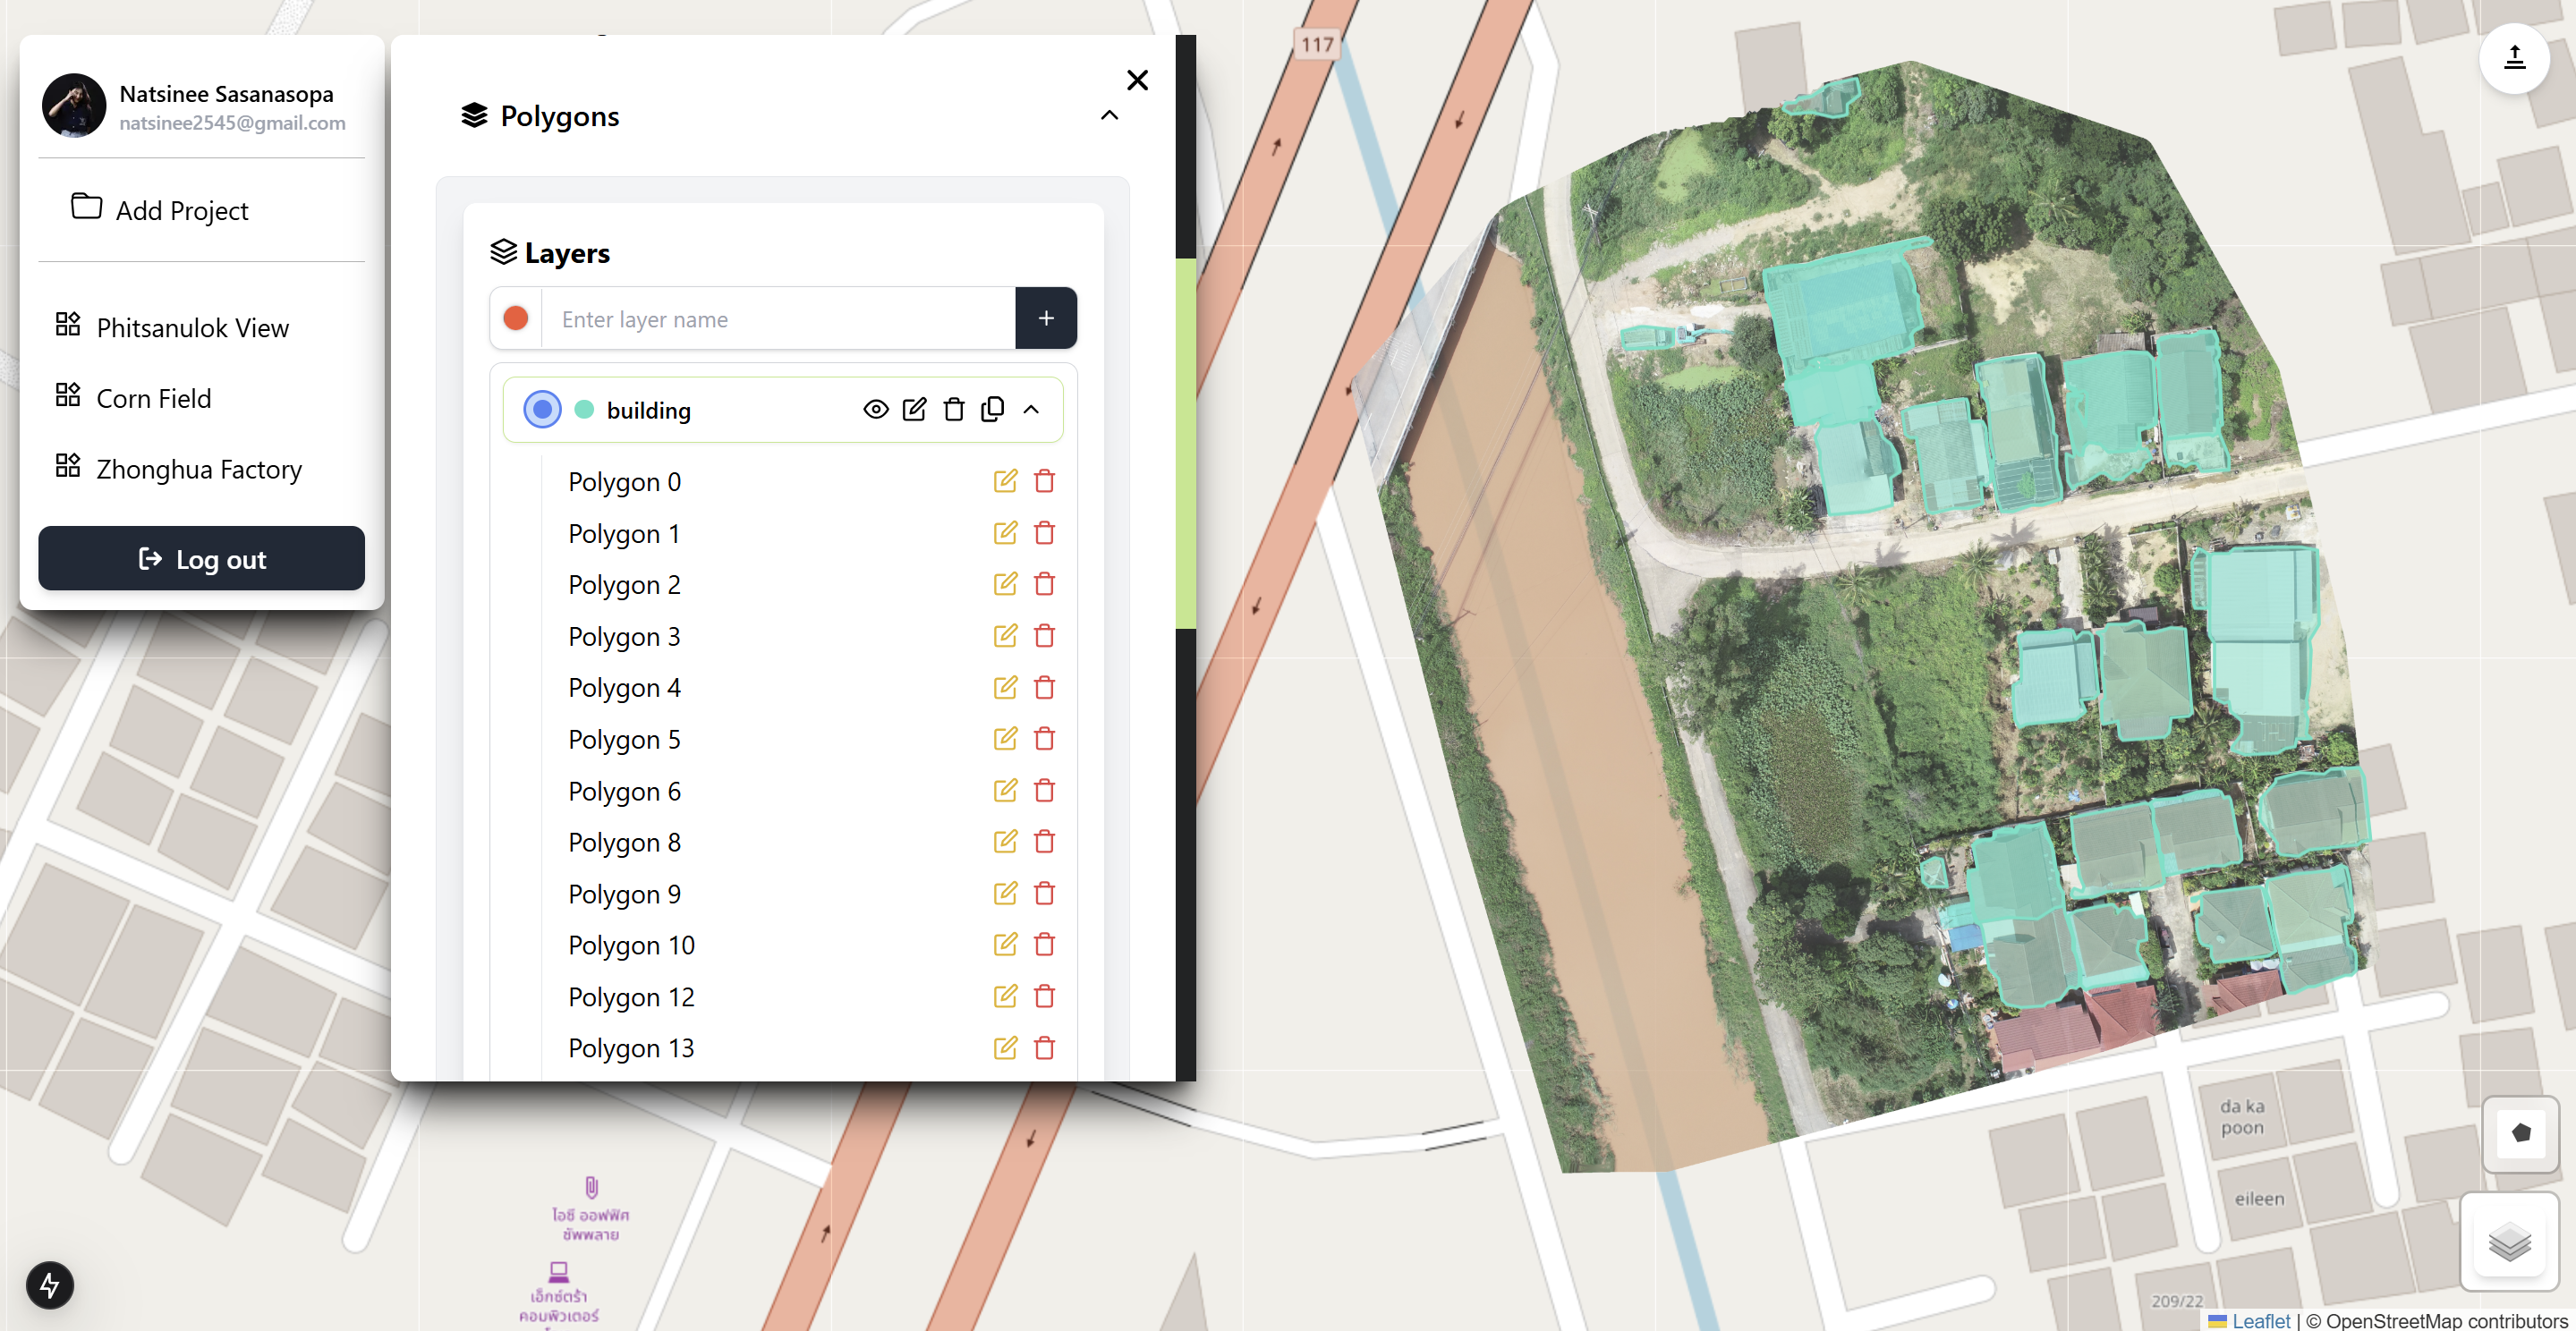 Natsinee Sasanasopa
natsinee2545@gmail.com
Add Project
Phitsanulok View
Corn Field
Zhonghua Factory
Log out
Polygons
Layers
Enter layer name
+
building
Polygon 0
Polygon 1
Polygon 2
Polygon 3
Polygon 4
Polygon 5
Polygon 6
Polygon 8
Polygon 9
Polygon 10
Polygon 12
Polygon 13
117
da ka
poon
eileen
209/22
ไอซี ออฟฟิศ
ซัพพลาย
เอ็กซ์ตร้า
คอมพิวเตอร์
Leaflet | © OpenStreetMap contributors